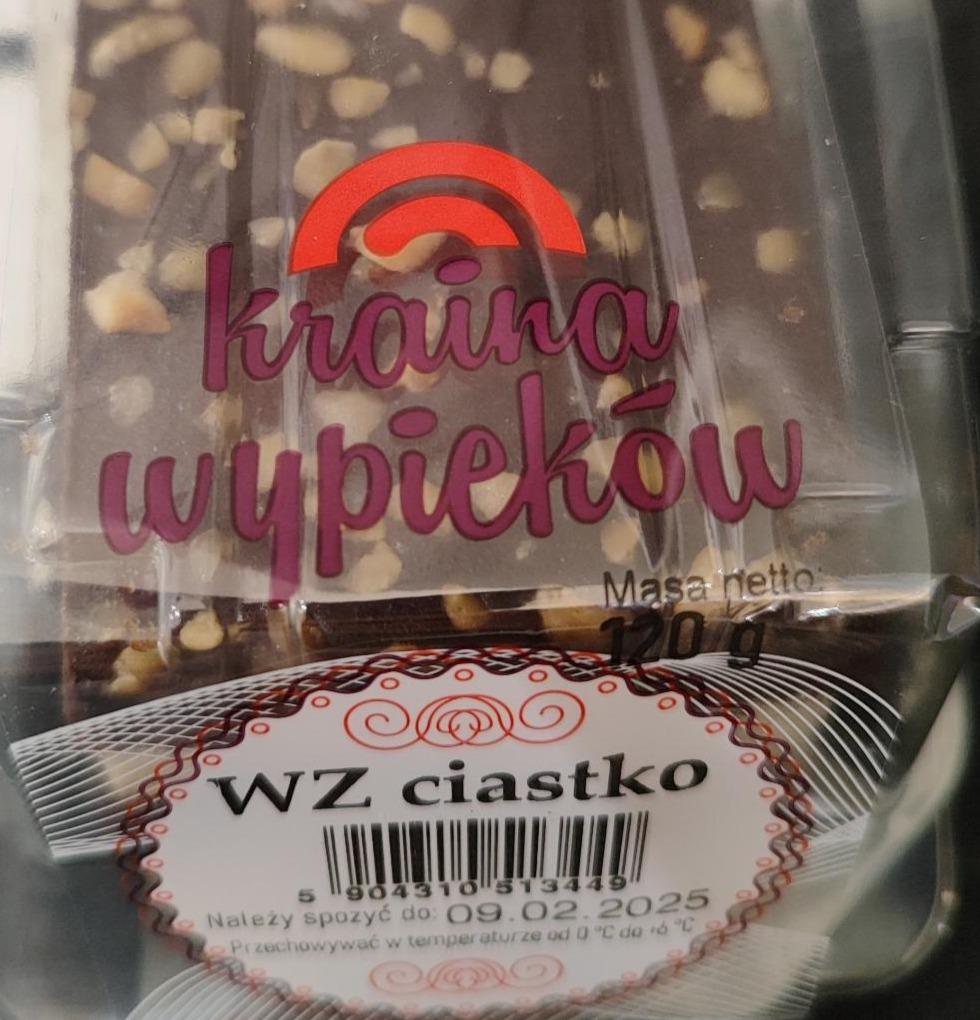 kraina
wypieków
Masa netto:
120 g
WZ ciastko
5 904310 513449
Należy spożyć do: 09.02.2025
Przechowywać w temperaturze od 0 °C do +6 °C